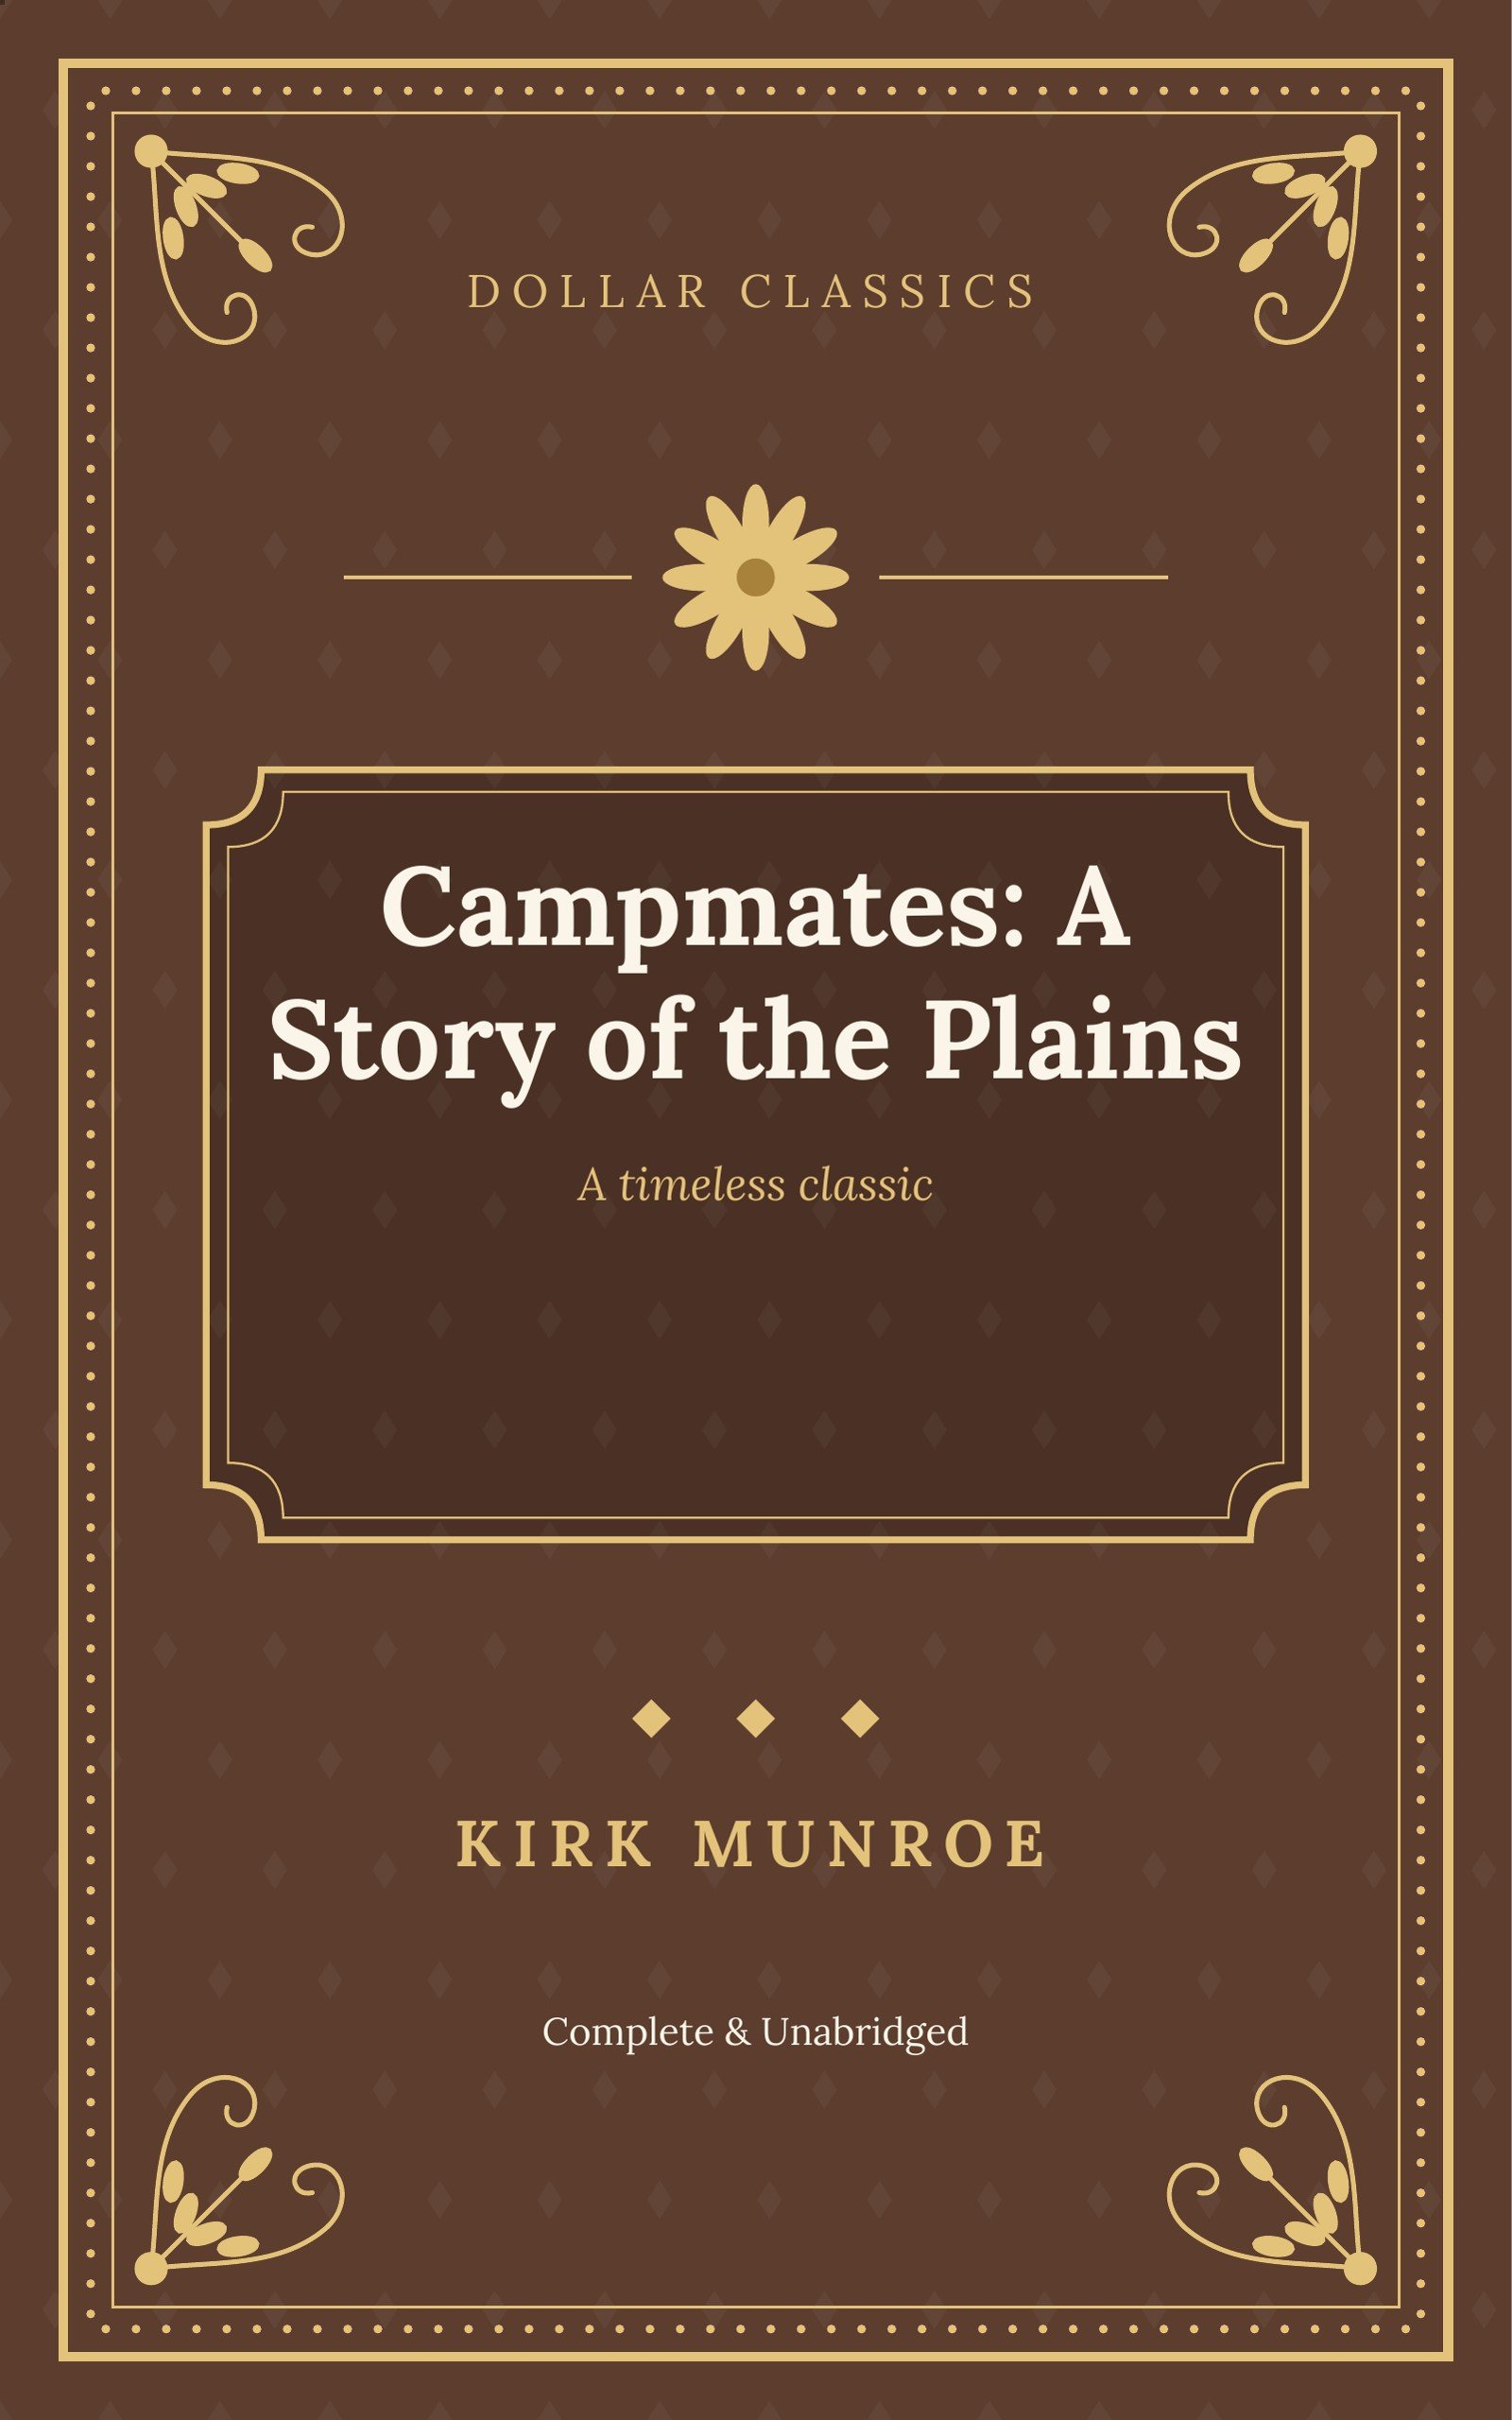 DOLLAR CLASSICS
Campmates: A
Story of the Plains
A timeless classic
KIRK MUNROE
Complete & Unabridged